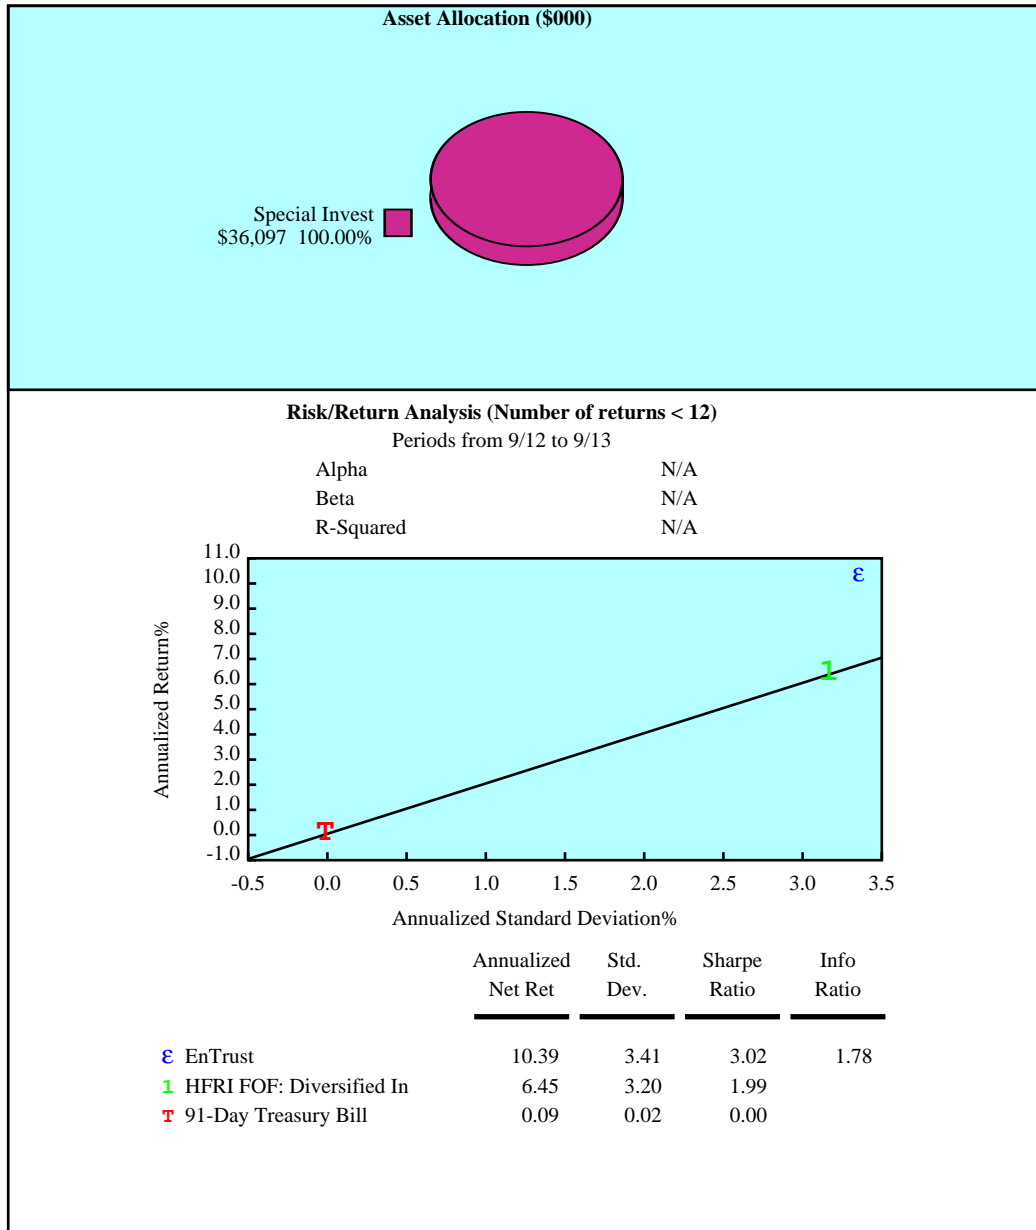 Asset Allocation ($000)
Special Invest
$36,097 100.00%
Risk/Return Analysis (Number of returns < 12)
Periods from 9/12 to 9/13
Alpha N/A
Beta N/A
R-Squared N/A
11.0
10.0
9.0
8.0
7.0
6.0
5.0
4.0
3.0
2.0
1.0
0.0
-1.0
Annualized Return%
ε
1
T
-0.5 0.0 0.5 1.0 1.5 2.0 2.5 3.0 3.5
Annualized Standard Deviation%
Annualized Std. Sharpe Info
Net Ret Dev. Ratio Ratio
ε EnTrust 10.39 3.41 3.02 1.78
1 HFRI FOF: Diversified In 6.45 3.20 1.99
T 91-Day Treasury Bill 0.09 0.02 0.00